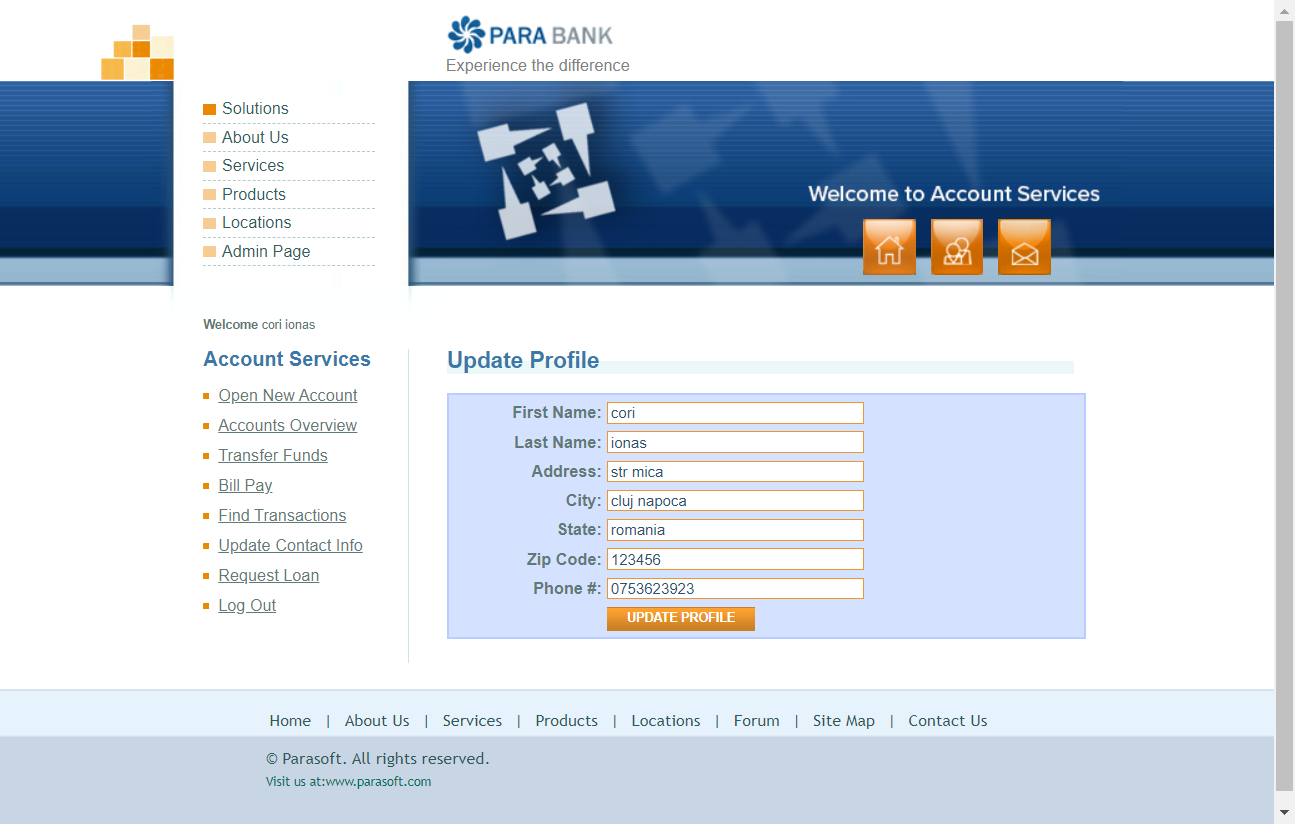 PARA BANK
Experience the difference
Solutions
About Us
Services
Products
Locations
Admin Page
Welcome to Account Services
Welcome cori ionas
Account Services
Open New Account
Accounts Overview
Transfer Funds
Bill Pay
Find Transactions
Update Contact Info
Request Loan
Log Out
Update Profile
First Name: cori
Last Name: ionas
Address: str mica
City: cluj napoca
State: romania
Zip Code: 123456
Phone #: 0753623923
UPDATE PROFILE
Home | About Us | Services | Products | Locations | Forum | Site Map | Contact Us
© Parasoft. All rights reserved.
Visit us at:www.parasoft.com